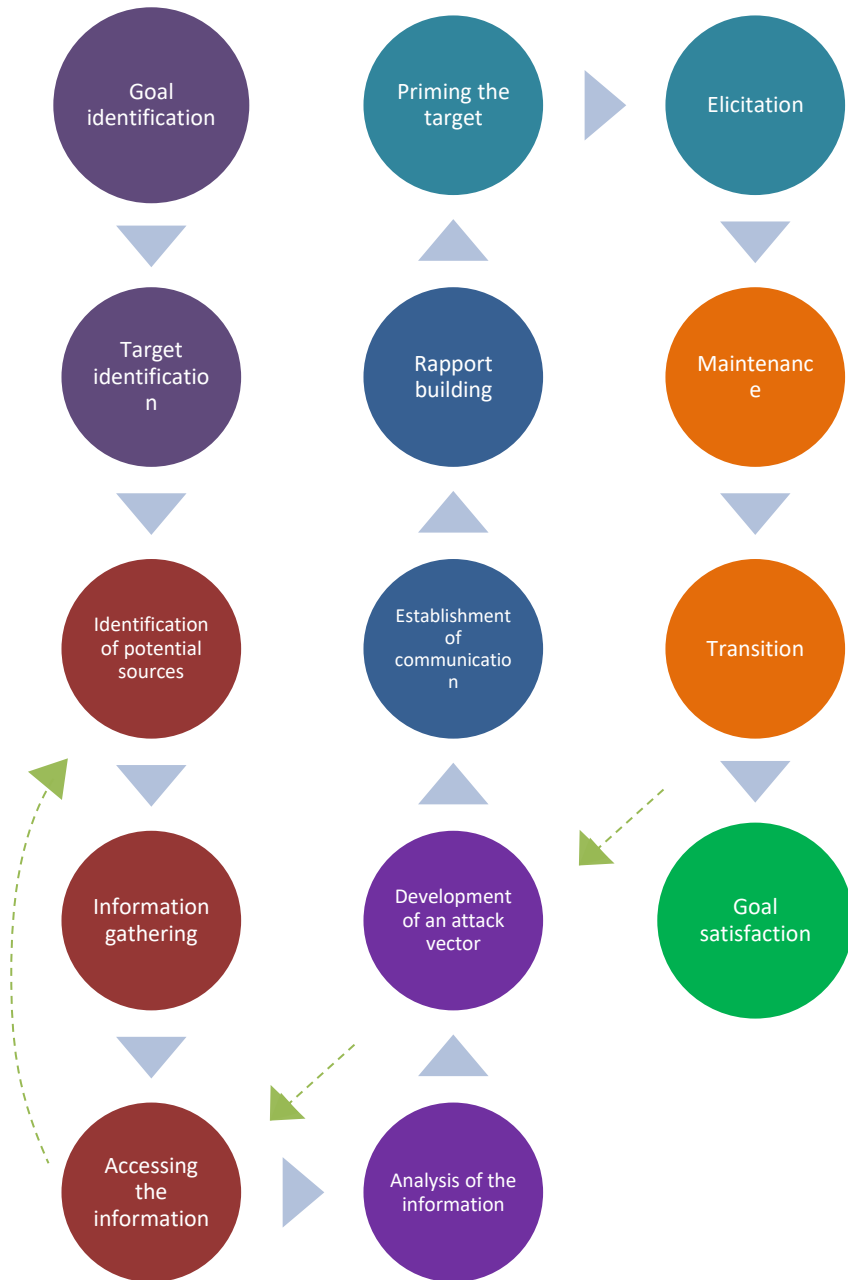 Goal
identification
Target
identificatio
n
Identification
of potential
sources
Information
gathering
Accessing
the
information
Analysis of the
information
Development
of an attack
vector
Establishment
of
communicatio
n
Rapport
building
Priming the
target
Elicitation
Maintenanc
e
Transition
Goal
satisfaction